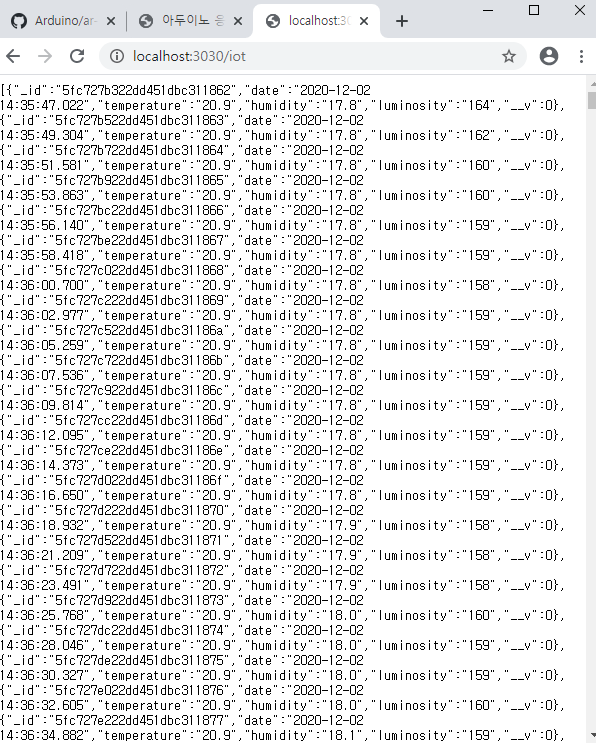 Arduino/ar
아두이노 응
localhost:30
localhost:3030/iot
[{"_id":"5fc727b322dd451dbc311862","date":"2020-12-02
14:35:47.022","temperature":"20.9","humidity":"17.8","luminosity":"164","__v":0},
{"_id":"5fc727b522dd451dbc311863","date":"2020-12-02
14:35:49.304","temperature":"20.9","humidity":"17.8","luminosity":"162","__v":0},
{"_id":"5fc727b722dd451dbc311864","date":"2020-12-02
14:35:51.581","temperature":"20.9","humidity":"17.8","luminosity":"160","__v":0},
{"_id":"5fc727b922dd451dbc311865","date":"2020-12-02
14:35:53.863","temperature":"20.9","humidity":"17.8","luminosity":"160","__v":0},
{"_id":"5fc727bc22dd451dbc311866","date":"2020-12-02
14:35:56.140","temperature":"20.9","humidity":"17.8","luminosity":"159","__v":0},
{"_id":"5fc727be22dd451dbc311867","date":"2020-12-02
14:35:58.418","temperature":"20.9","humidity":"17.8","luminosity":"159","__v":0},
{"_id":"5fc727c022dd451dbc311868","date":"2020-12-02
14:36:00.700","temperature":"20.9","humidity":"17.8","luminosity":"158","__v":0},
{"_id":"5fc727c222dd451dbc311869","date":"2020-12-02
14:36:02.977","temperature":"20.9","humidity":"17.8","luminosity":"159","__v":0},
{"_id":"5fc727c522dd451dbc31186a","date":"2020-12-02
14:36:05.259","temperature":"20.9","humidity":"17.8","luminosity":"159","__v":0},
{"_id":"5fc727c722dd451dbc31186b","date":"2020-12-02
14:36:07.536","temperature":"20.9","humidity":"17.8","luminosity":"159","__v":0},
{"_id":"5fc727c922dd451dbc31186c","date":"2020-12-02
14:36:09.814","temperature":"20.9","humidity":"17.8","luminosity":"159","__v":0},
{"_id":"5fc727cc22dd451dbc31186d","date":"2020-12-02
14:36:12.095","temperature":"20.9","humidity":"17.8","luminosity":"159","__v":0},
{"_id":"5fc727ce22dd451dbc31186e","date":"2020-12-02
14:36:14.373","temperature":"20.9","humidity":"17.8","luminosity":"159","__v":0},
{"_id":"5fc727d022dd451dbc31186f","date":"2020-12-02
14:36:16.650","temperature":"20.9","humidity":"17.8","luminosity":"159","__v":0},
{"_id":"5fc727d222dd451dbc311870","date":"2020-12-02
14:36:18.932","temperature":"20.9","humidity":"17.9","luminosity":"158","__v":0},
{"_id":"5fc727d522dd451dbc311871","date":"2020-12-02
14:36:21.209","temperature":"20.9","humidity":"17.9","luminosity":"158","__v":0},
{"_id":"5fc727d722dd451dbc311872","date":"2020-12-02
14:36:23.491","temperature":"20.9","humidity":"17.9","luminosity":"158","__v":0},
{"_id":"5fc727d922dd451dbc311873","date":"2020-12-02
14:36:25.768","temperature":"20.9","humidity":"18.0","luminosity":"160","__v":0},
{"_id":"5fc727dc22dd451dbc311874","date":"2020-12-02
14:36:28.046","temperature":"20.9","humidity":"18.0","luminosity":"159","__v":0},
{"_id":"5fc727de22dd451dbc311875","date":"2020-12-02
14:36:30.327","temperature":"20.9","humidity":"18.0","luminosity":"159","__v":0},
{"_id":"5fc727e022dd451dbc311876","date":"2020-12-02
14:36:32.605","temperature":"20.9","humidity":"18.0","luminosity":"160","__v":0},
{"_id":"5fc727e222dd451dbc311877","date":"2020-12-02
14:36:34.882","temperature":"20.9","humidity":"18.1","luminosity":"159","__v":0},